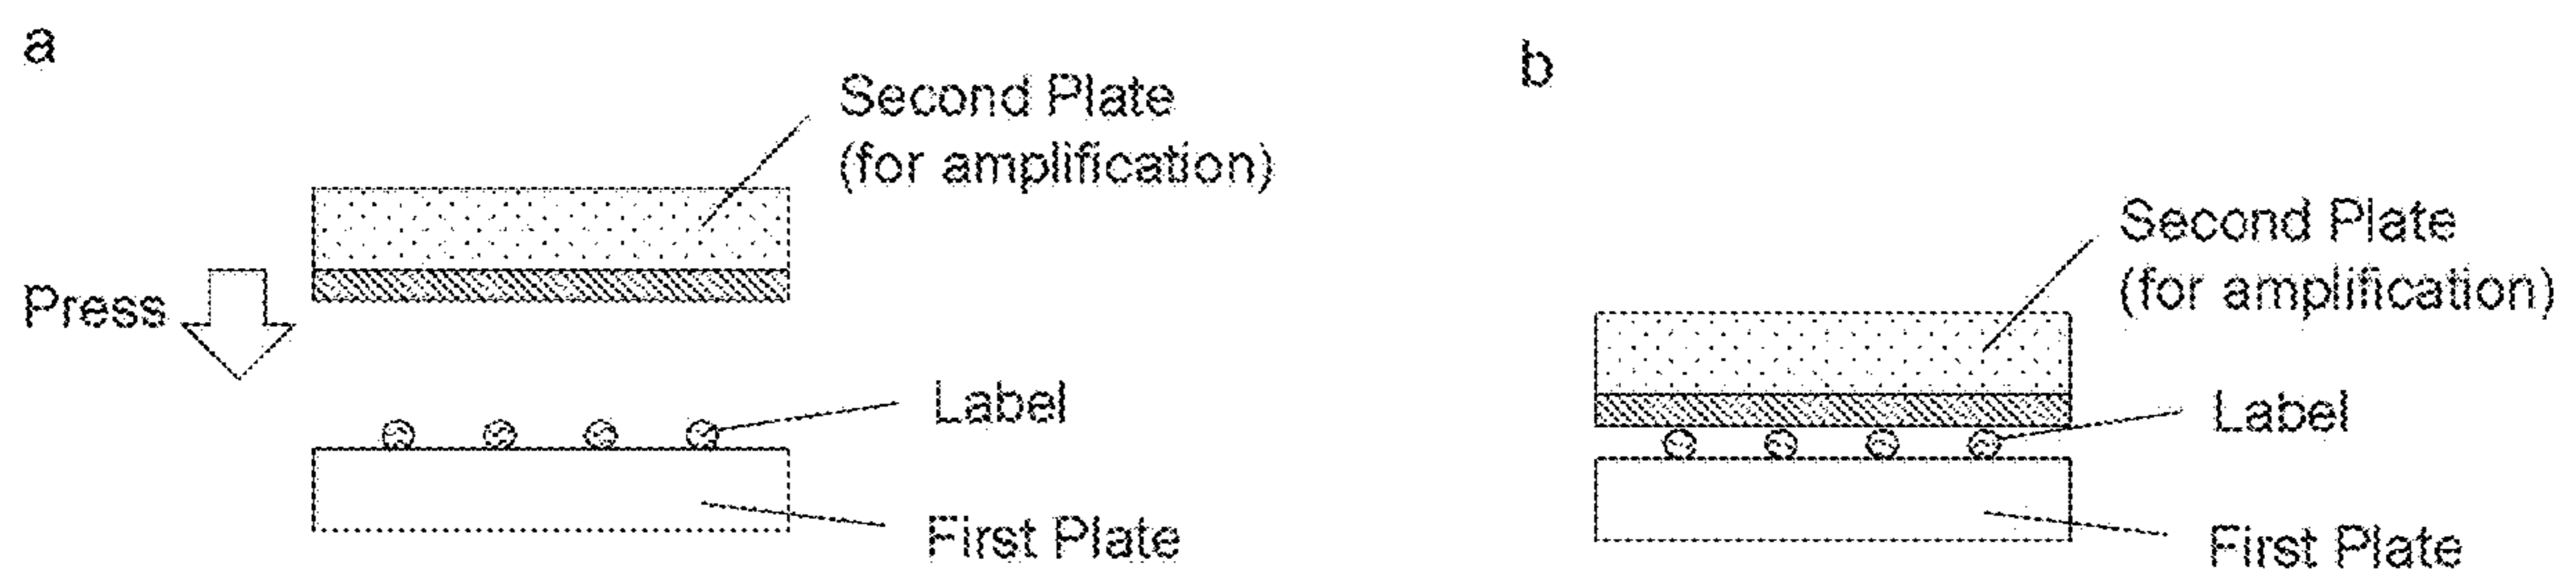 a
Second Plate
(for amplification)
Press
Label
First Plate
b
Second Plate
(for amplification)
Label
First Plate